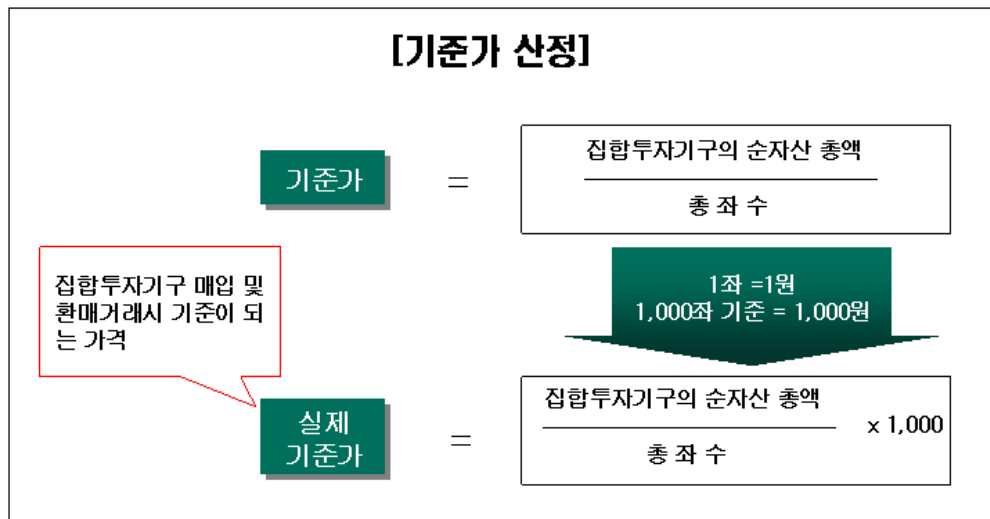 [기준가 산정]
기준가
=
집합투자기구의 순자산 총액
총 좌 수
집합투자기구 매입 및
환매거래시 기준이 되
는 가격
1좌 =1원
1,000좌 기준 = 1,000원
실제
기준가
=
집합투자기구의 순자산 총액
총 좌 수
x 1,000